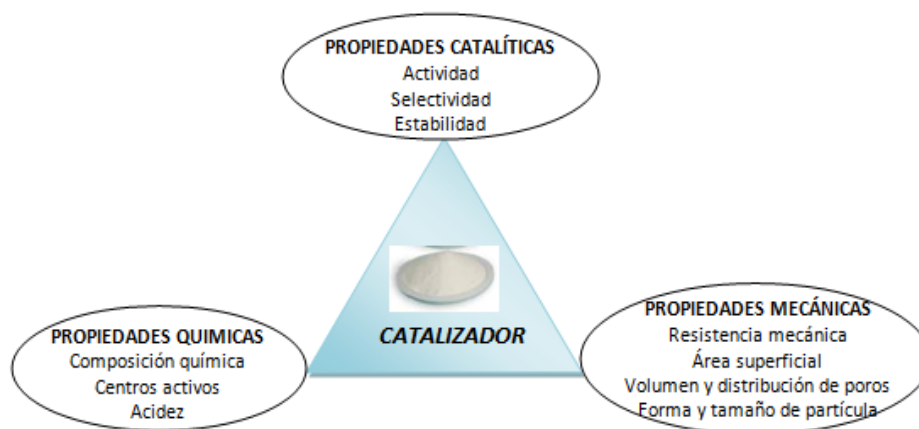 PROPIEDADES CATALÍTICAS
Actividad
Selectividad
Estabilidad
CATALIZADOR
PROPIEDADES QUIMICAS
Composición química
Centros activos
Acidez
PROPIEDADES MECÁNICAS
Resistencia mecánica
Área superficial
Volumen y distribución de poros
Forma y tamaño de partícula